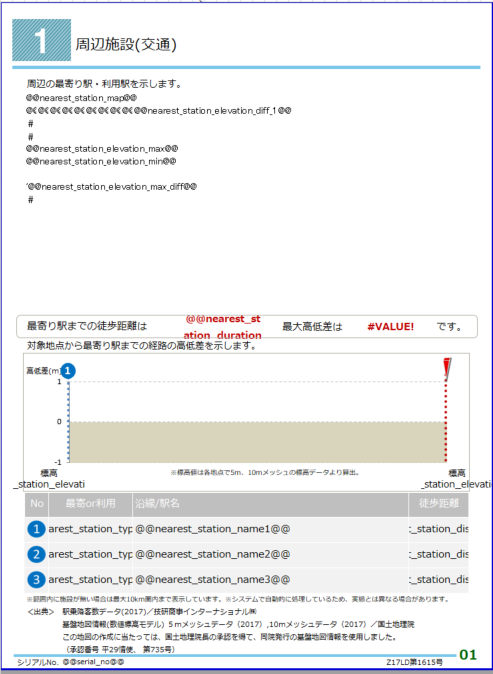 1
周辺施設(交通)
周辺の最寄り駅・利用駅を示します。
@@nearest_station_map@@
@@nearest_station_elevation_diff_1@@
#
#
@@nearest_station_elevation_max@@
@@nearest_station_elevation_min@@
'@@nearest_station_elevation_max_diff@@
#
最寄り駅までの徒歩距離は @@nearest_st ation_duration 最大高低差は #VALUE! です。
対象地点から最寄り駅までの経路の高低差を示します。
高低差(m) 1
1
0
-1
標高 ※標高値は各地点で5m、10mメッシュの標高データより算出。 標高
_station_elevati _station_elevati
No 最寄or利用 沿線/駅名 徒歩距離
1 arest_station_typ @@nearest_station_name1@@ t_station_dis
2 arest_station_typ @@nearest_station_name2@@ t_station_dis
3 arest_station_typ @@nearest_station_name3@@ t_station_dis
※範囲内に施設が無い場合は最大10km圏内まで表示しています。※システムで自動的に処理しているため、実態とは異なる場合があります。
<出典> 駅乗降客数データ(2017)/技研商事インターナショナル㈱
基盤地図情報(数値標高モデル) 5mメッシュデータ(2017) ,10mメッシュデータ(2017) /国土地理院
この地図の作成に当たっては、国土地理院長の承認を得て、同院発行の基盤地図情報を使用しました。
(承認番号 平29情使、 第735号)
シリアルNo. @@serial_no@@ Z17LD第1615号 01